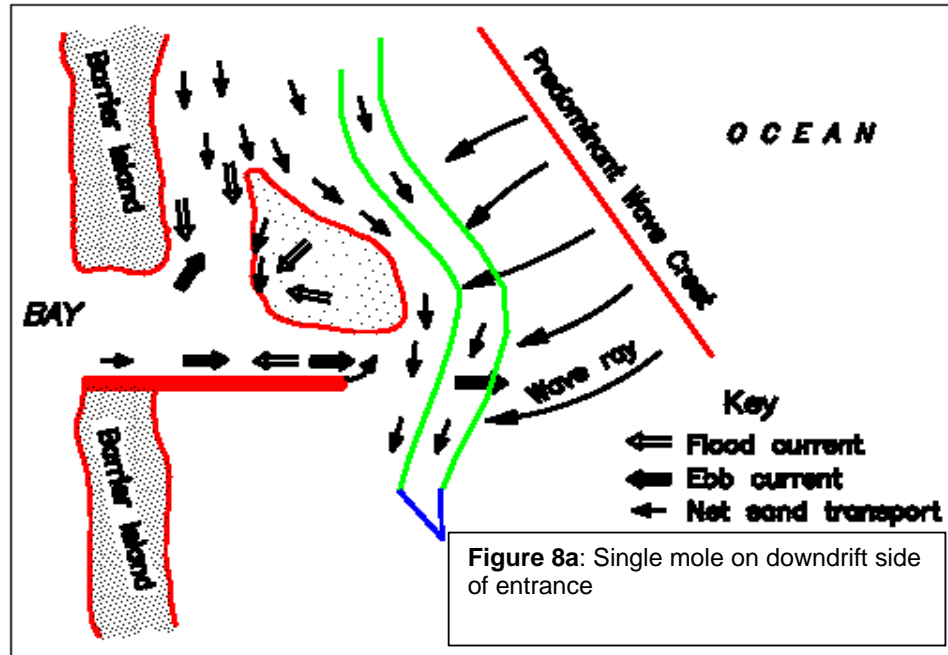 Barrier Island
Predominant Wave Crest
OCEAN
BAY
Wave ray
Barrier Island
Key
Flood current
Ebb current
Net sand transport
Figure 8a: Single mole on downdrift side
of entrance